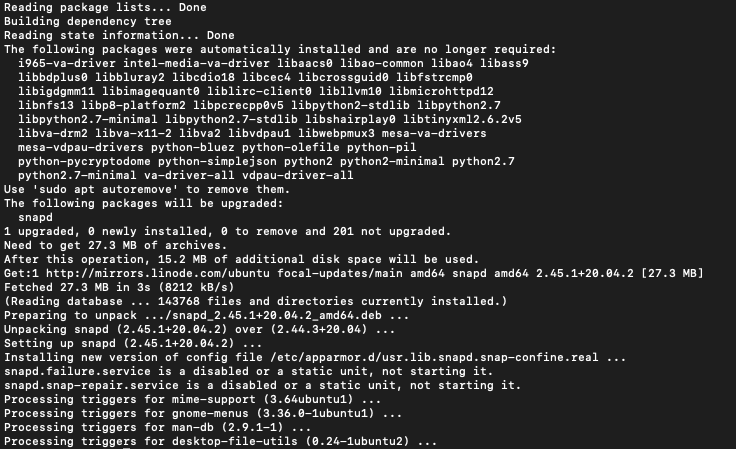 Reading package lists... Done
Building dependency tree
Reading state information... Done
The following packages were automatically installed and are no longer required:
  i965-va-driver intel-media-va-driver libaacs0 libao-common libao4 libass9
  libbdplus0 libbluray2 libcdio18 libcec4 libcrossguid0 libfstrcmp0
  libigdgmm11 libimagequant0 liblirc-client0 libllvm10 libmicrohttpd12
  libnfs13 libp8-platform2 libpcrecpp0v5 libpython2-stdlib libpython2.7
  libpython2.7-minimal libpython2.7-stdlib libshairplay0 libtinyxml2.6.2v5
  libva-drm2 libva-x11-2 libva2 libvdpau1 libwebpmux3 mesa-va-drivers
  mesa-vdpau-drivers python-bluez python-olefile python-pil
  python-pycryptodome python-simplejson python2 python2-minimal python2.7
  python2.7-minimal va-driver-all vdpau-driver-all
Use 'sudo apt autoremove' to remove them.
The following packages will be upgraded:
  snapd
1 upgraded, 0 newly installed, 0 to remove and 201 not upgraded.
Need to get 27.3 MB of archives.
After this operation, 15.2 MB of additional disk space will be used.
Get:1 http://mirrors.linode.com/ubuntu focal-updates/main amd64 snapd amd64 2.45.1+20.04.2 [27.3 MB]
Fetched 27.3 MB in 3s (8212 kB/s)
(Reading database ... 143768 files and directories currently installed.)
Preparing to unpack .../snapd_2.45.1+20.04.2_amd64.deb ...
Unpacking snapd (2.45.1+20.04.2) over (2.44.3+20.04) ...
Setting up snapd (2.45.1+20.04.2) ...
Installing new version of config file /etc/apparmor.d/usr.lib.snapd.snap-confine.real ...
snapd.failure.service is a disabled or a static unit, not starting it.
snapd.snap-repair.service is a disabled or a static unit, not starting it.
Processing triggers for mime-support (3.64ubuntu1) ...
Processing triggers for gnome-menus (3.36.0-1ubuntu1) ...
Processing triggers for man-db (2.9.1-1) ...
Processing triggers for desktop-file-utils (0.24-1ubuntu2) ...